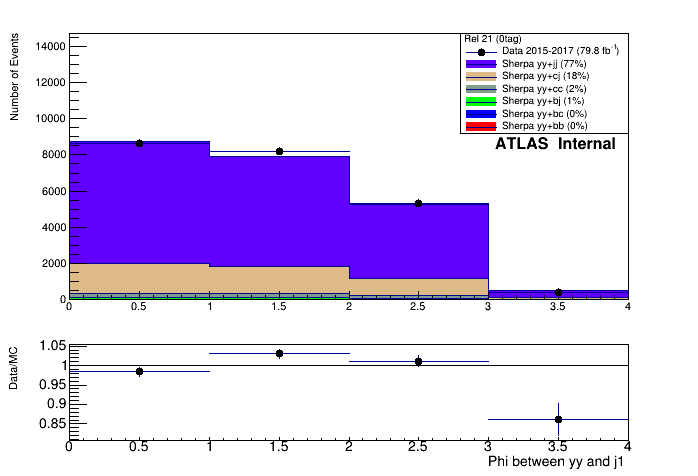 Number of Events
14000
12000
10000
8000
6000
4000
2000
0
0 0.5 1 1.5 2 2.5 3 3.5 4
Rel 21 (0tag)
Data 2015-2017 (79.8 fb⁻¹)
Sherpa yy+jj (77%)
Sherpa yy+cj (18%)
Sherpa yy+cc (2%)
Sherpa yy+bj (1%)
Sherpa yy+bc (0%)
Sherpa yy+bb (0%)
ATLAS Internal
Data/MC
1.05
1
0.95
0.9
0.85
0 0.5 1 1.5 2 2.5 3 3.5 4
Phi between yy and j1